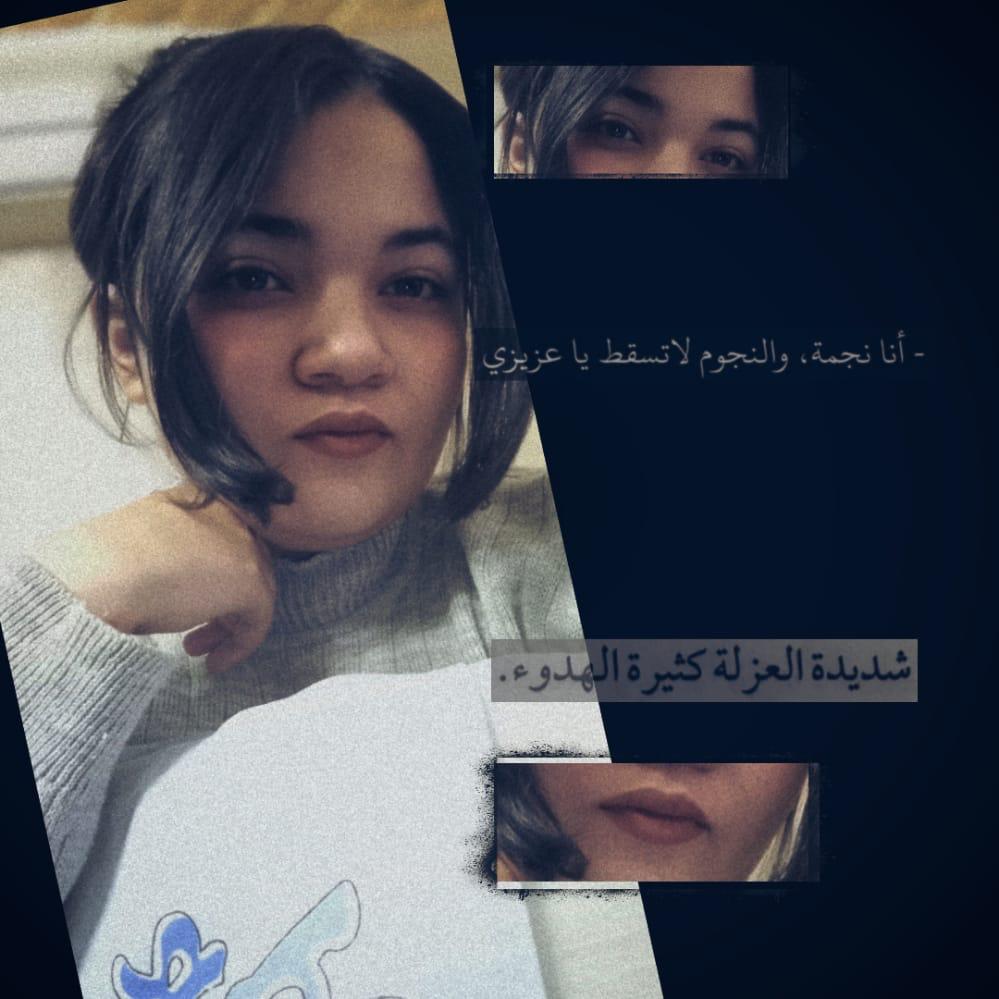 - أنا نجمة، والنجوم لاتسقط يا عزيزي
شديدة العزلة كثيرة الهدوء.